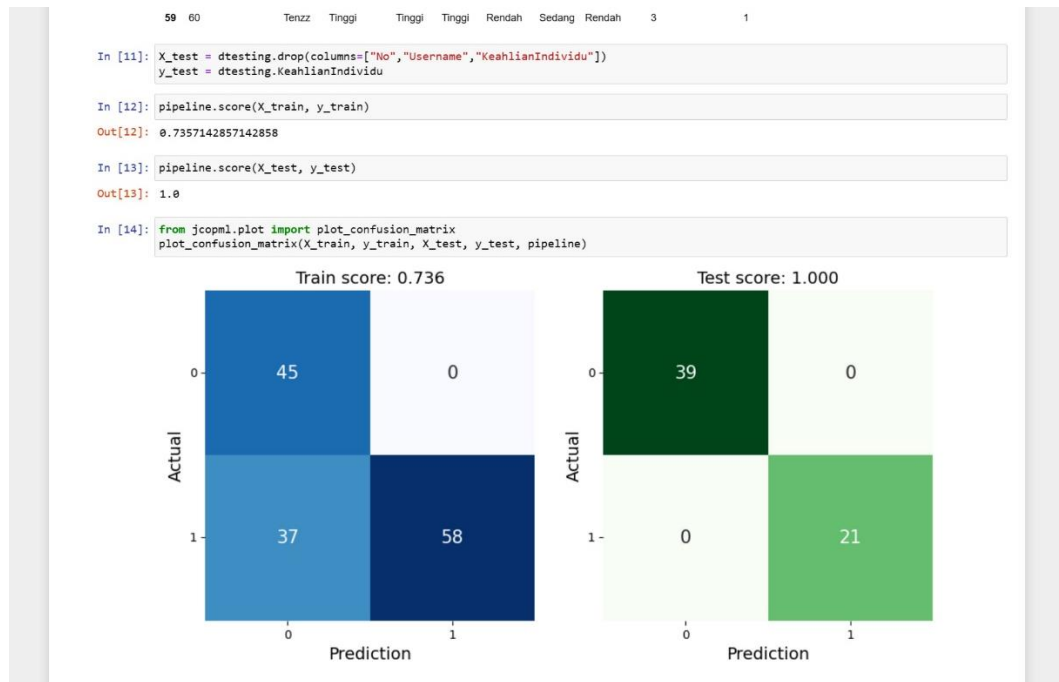 59 60 Tenzz Tinggi Tinggi Tinggi Rendah Sedang Rendah 3 1
In [11]: X_test = dtesting.drop(columns=["No","Username","KeahlianIndividu"])
y_test = dtesting.KeahlianIndividu
In [12]: pipeline.score(X_train, y_train)
Out[12]: 0.7357142857142858
In [13]: pipeline.score(X_test, y_test)
Out[13]: 1.0
In [14]: from jcopml.plot import plot_confusion_matrix
plot_confusion_matrix(X_train, y_train, X_test, y_test, pipeline)
Train score: 0.736
0 45 0
Actual
1 37 58
0 1
Prediction
Test score: 1.000
0 39 0
Actual
1 0 21
0 1
Prediction